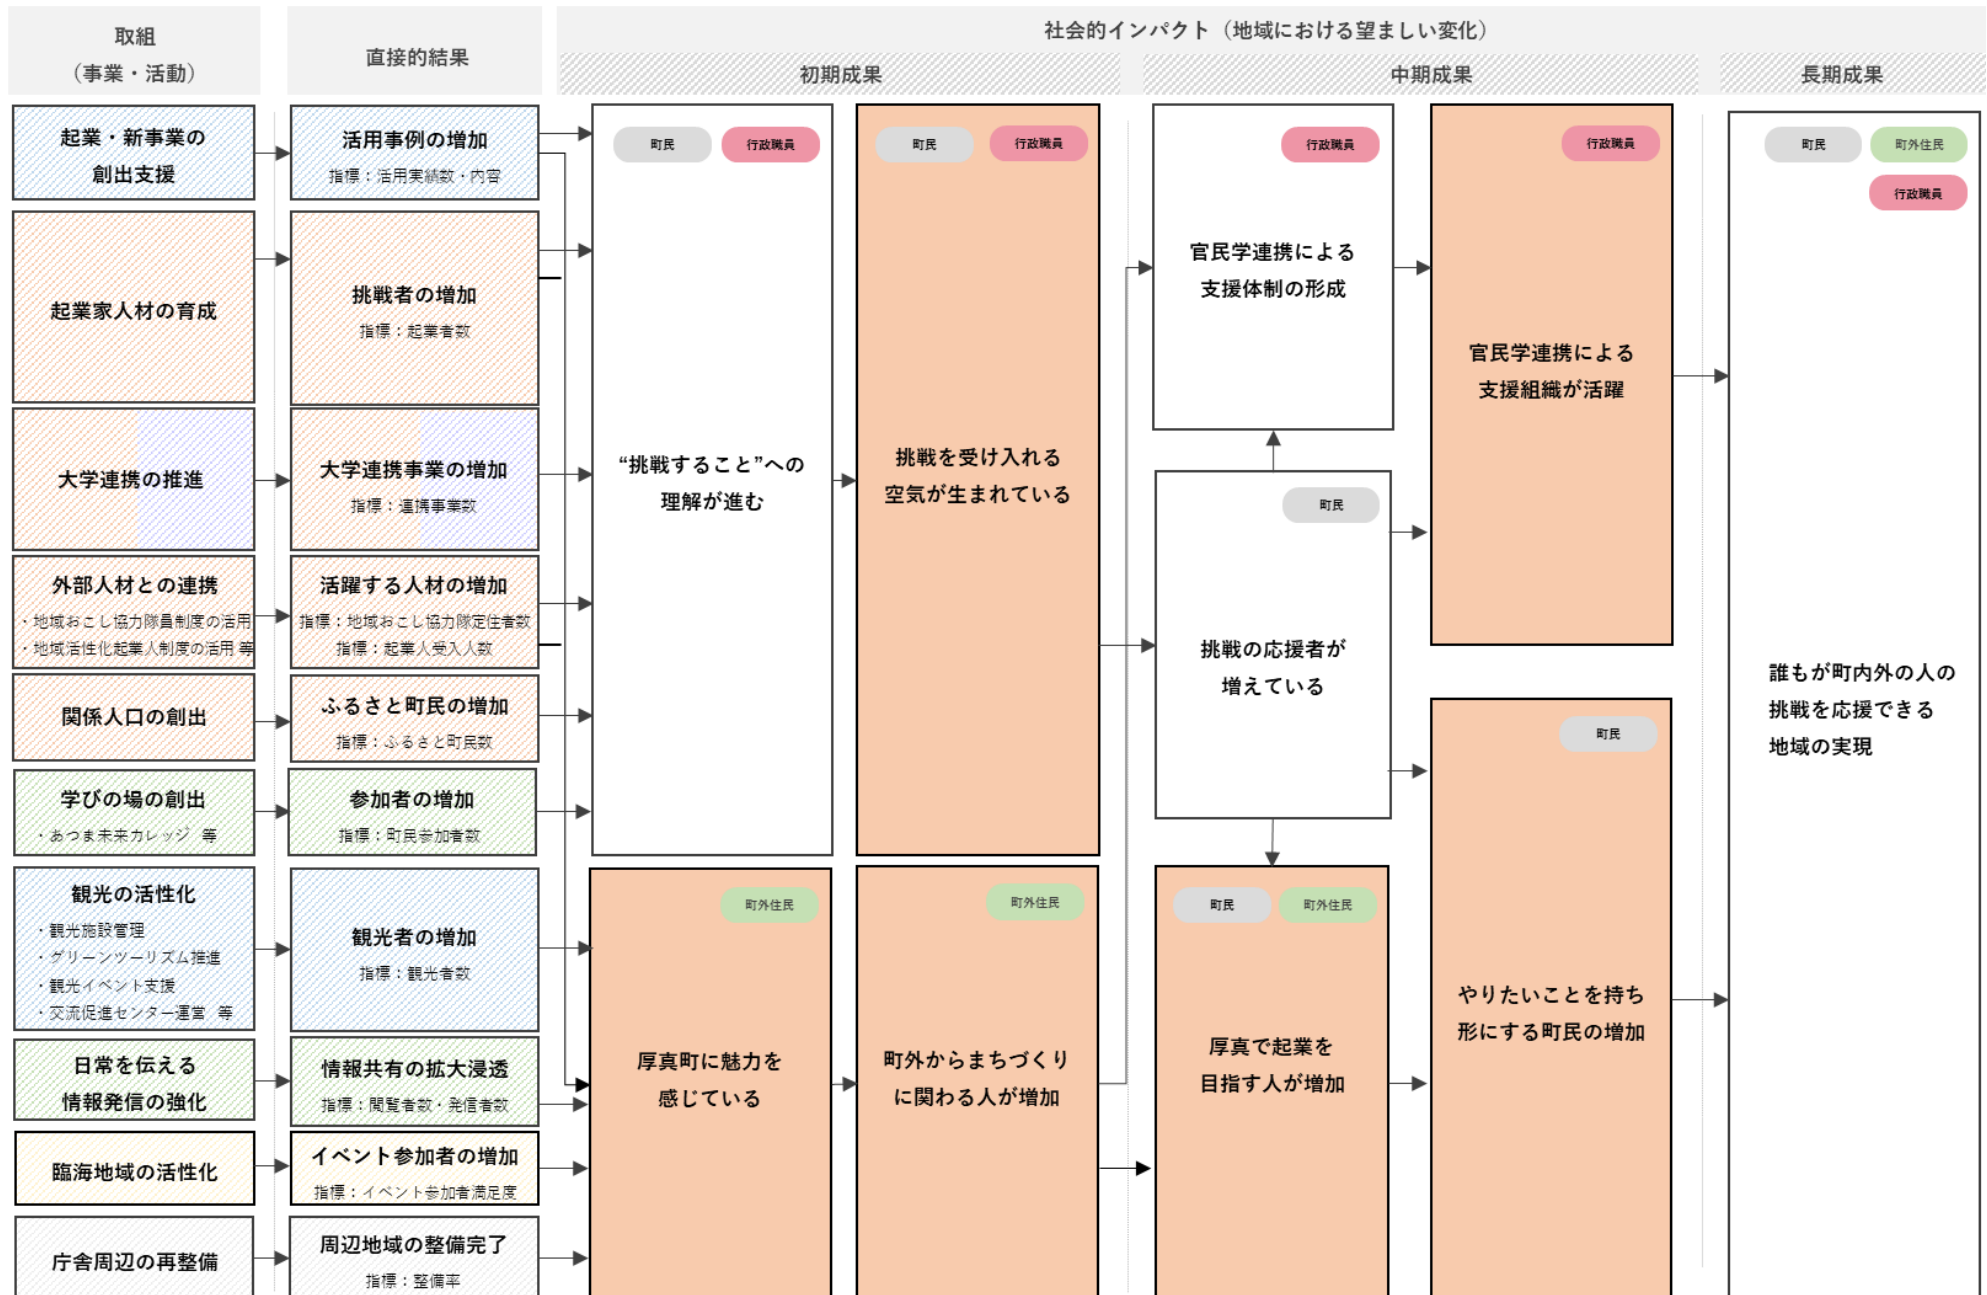 取組
（事業・活動）
直接的結果
社会的インパクト（地域における望ましい変化）
初期成果
中期成果
長期成果
起業・新事業の
創出支援
起業家人材の育成
大学連携の推進
外部人材との連携
・地域おこし協力隊員制度の活用
・地域活性化起業人制度の活用 等
関係人口の創出
学びの場の創出
・あつま未来カレッジ 等
観光の活性化
・観光施設管理
・グリーンツーリズム推進
・観光イベント支援
・交流促進センター運営 等
日常を伝える
情報発信の強化
臨海地域の活性化
庁舎周辺の再整備
活用事例の増加
指標：活用実績数・内容
挑戦者の増加
指標：起業者数
大学連携事業の増加
指標：連携事業数
活躍する人材の増加
指標：地域おこし協力隊定住者数
指標：起業人受入人数
ふるさと町民の増加
指標：ふるさと町民数
参加者の増加
指標：町民参加者数
観光者の増加
指標：観光者数
情報共有の拡大浸透
指標：閲覧者数・発信者数
イベント参加者の増加
指標：イベント参加者満足度
周辺地域の整備完了
指標：整備率
町民 行政職員
“挑戦すること”への
理解が進む
町外住民
厚真町に魅力を
感じている
町民 行政職員
挑戦を受け入れる
空気が生まれている
町外住民
町外からまちづくり
に関わる人が増加
行政職員
官民学連携による
支援体制の形成
町民
挑戦の応援者が
増えている
町民 町外住民
厚真で起業を
目指す人が増加
行政職員
官民学連携による
支援組織が活躍
町民
やりたいことを持ち
形にする町民の増加
町民 町外住民
行政職員
誰もが町内外の人の
挑戦を応援できる
地域の実現